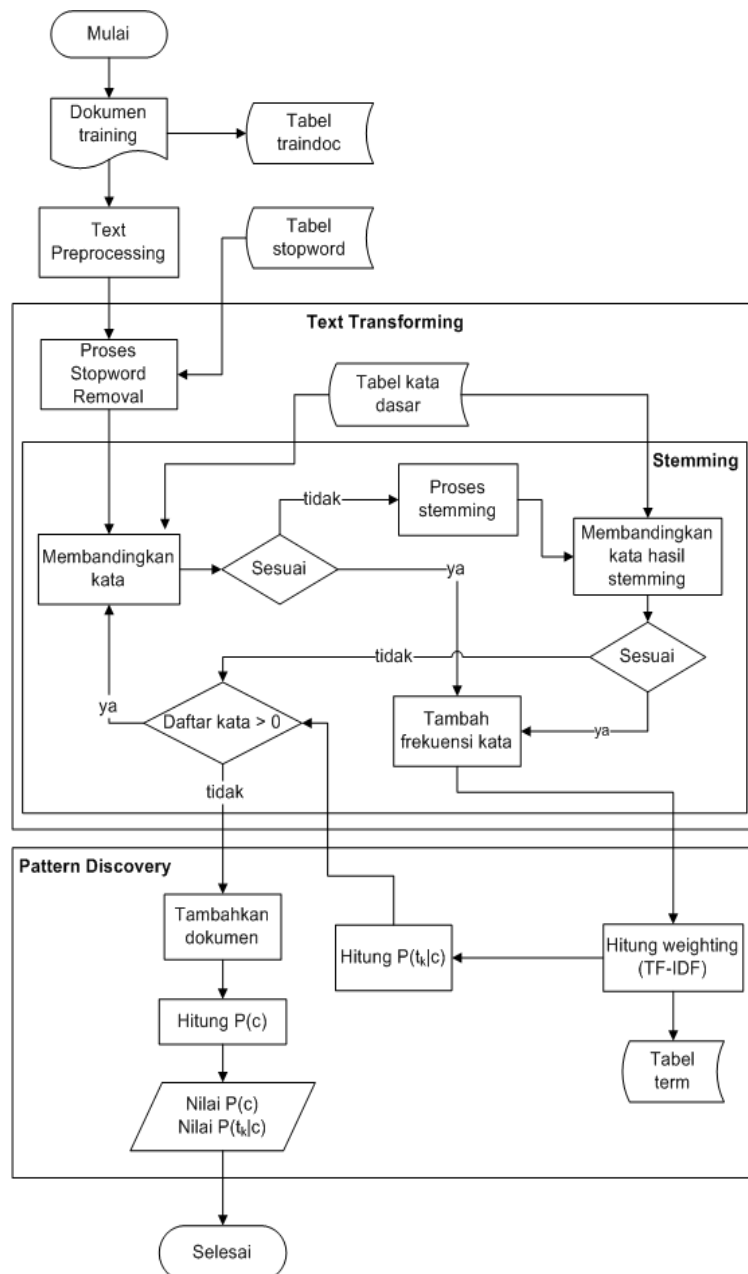 Mulai
Dokumen
training
Tabel
traindoc
Text
Preprocessing
Tabel
stopword
Text Transforming
Proses
Stopword
Removal
Tabel kata
dasar
Stemming
tidak
Proses
stemming
Membandingkan
kata
Sesuai
ya
Membandingkan
kata hasil
stemming
tidak
Sesuai
ya
Daftar kata > 0
Tambah
frekuensi kata
ya
tidak
Pattern Discovery
Tambahkan
dokumen
Hitung P(tₖ|c)
Hitung weighting
(TF-IDF)
Hitung P(c)
Tabel
term
Nilai P(c)
Nilai P(tₖ|c)
Selesai